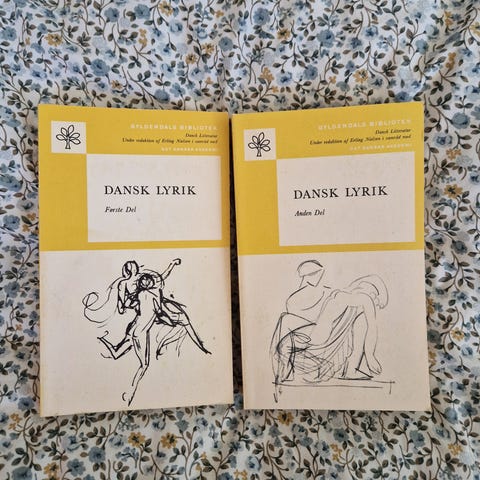 GYLDENDALS BIBLIOTEK
Dansk Litteratur
Under redaktion af Erling Nielsen i samråd med
DET DANSKE AKADEMI
DANSK LYRIK
Første Del
GYLDENDALS BIBLIOTEK
Dansk Litteratur
Under redaktion af Erling Nielsen i samråd med
DET DANSKE AKADEMI
DANSK LYRIK
Anden Del